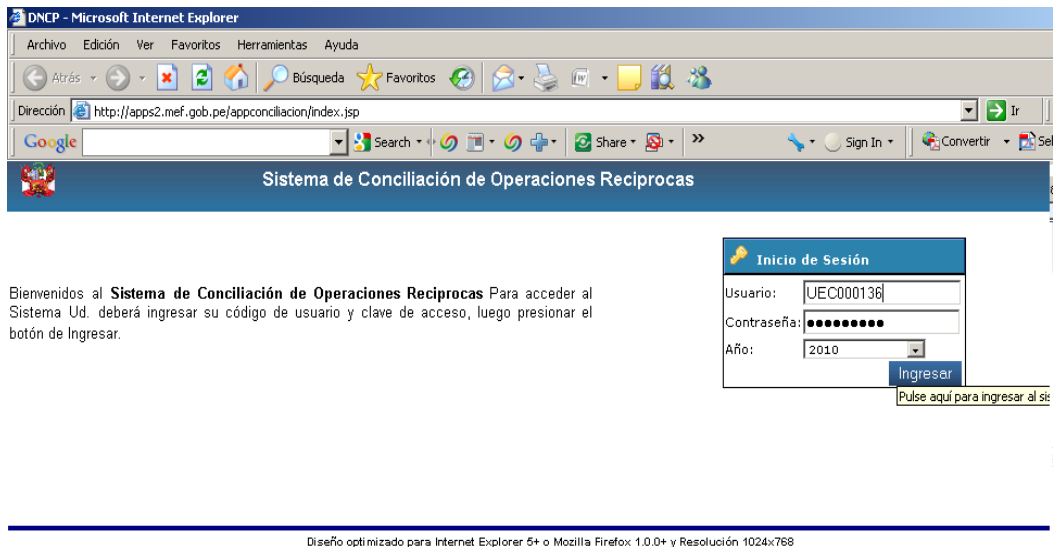 DNCP - Microsoft Internet Explorer
Archivo Edición Ver Favoritos Herramientas Ayuda
Atrás Búsqueda Favoritos
Dirección http://apps2.mef.gob.pe/appconciliacion/index.jsp Ir
Google Search Share Sign In Convertir Sel
Sistema de Conciliación de Operaciones Reciprocas
Inicio de Sesión
Bienvenidos al Sistema de Conciliación de Operaciones Reciprocas Para acceder al
Sistema Ud. deberá ingresar su código de usuario y clave de acceso, luego presionar el
botón de Ingresar.
Usuario: UEC000136
Contraseña: ●●●●●●●●●
Año: 2010
Ingresar
Pulse aquí para ingresar al sis
Diseño optimizado para Internet Explorer 5+ o Mozilla Firefox 1.0.0+ y Resolución 1024x768